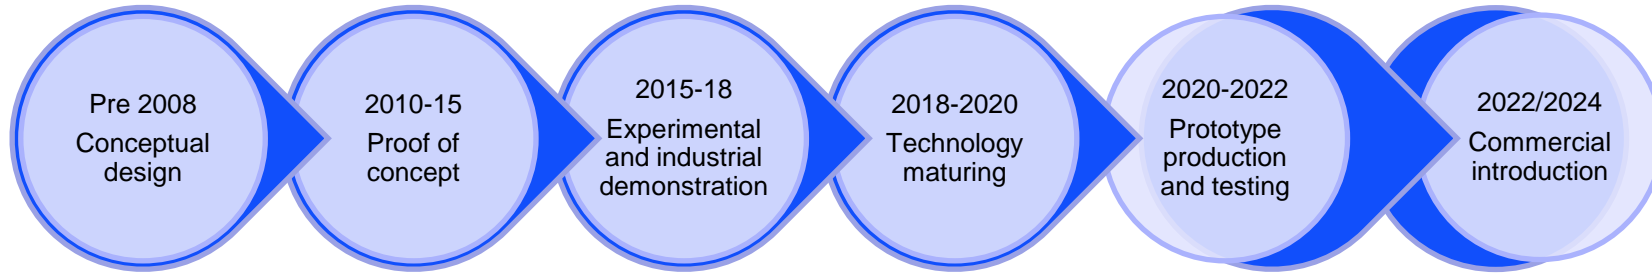 Pre 2008
Conceptual
design
2010-15
Proof of
concept
2015-18
Experimental
and industrial
demonstration
2018-2020
Technology
maturing
2020-2022
Prototype
production
and testing
2022/2024
Commercial
introduction